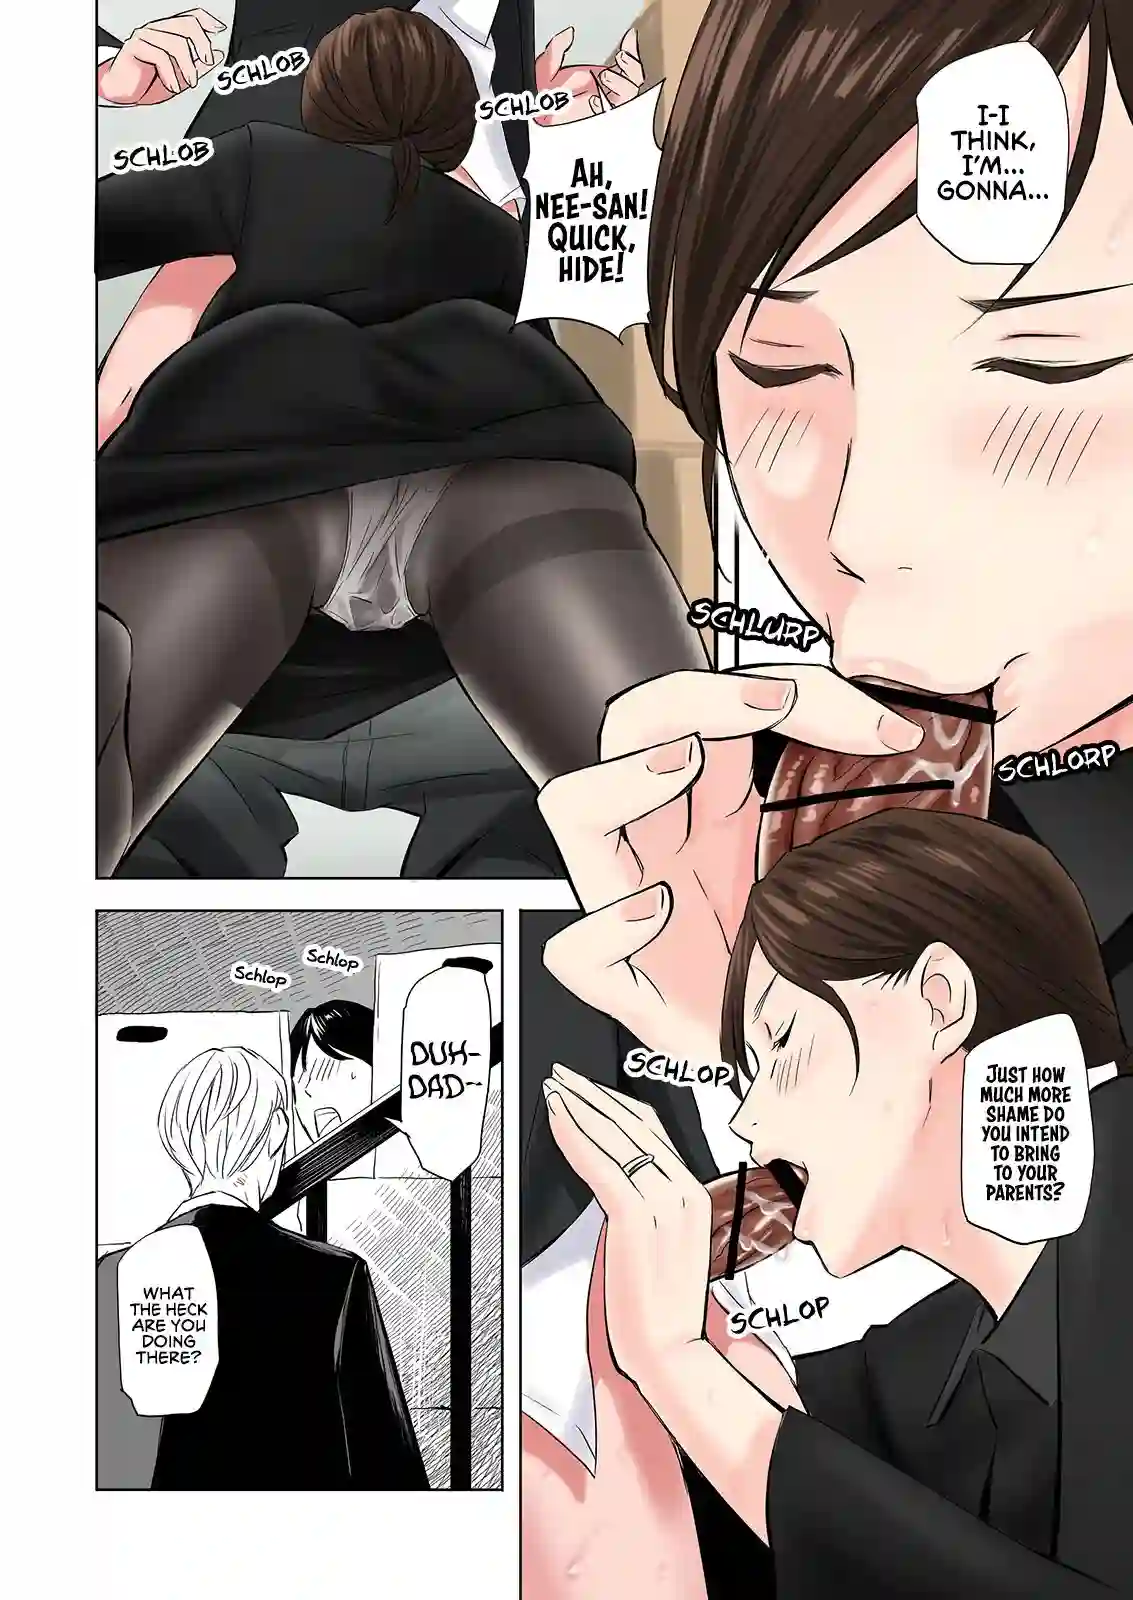 I-I
THINK,
I'M...
GONNA...
AH,
NEE-SAN!
QUICK,
HIDE!
SCHLOB
SCHLOB
SCHLOB
SCHLURP
SCHLORP
JUST HOW
MUCH MORE
SHAME DO
YOU INTEND
TO BRING
TO YOUR
PARENTS?
SCHLOP
SCHLOP
DUH-
DAD~
Schlop
Schlop
WHAT
THE HECK
ARE YOU
DOING
THERE?